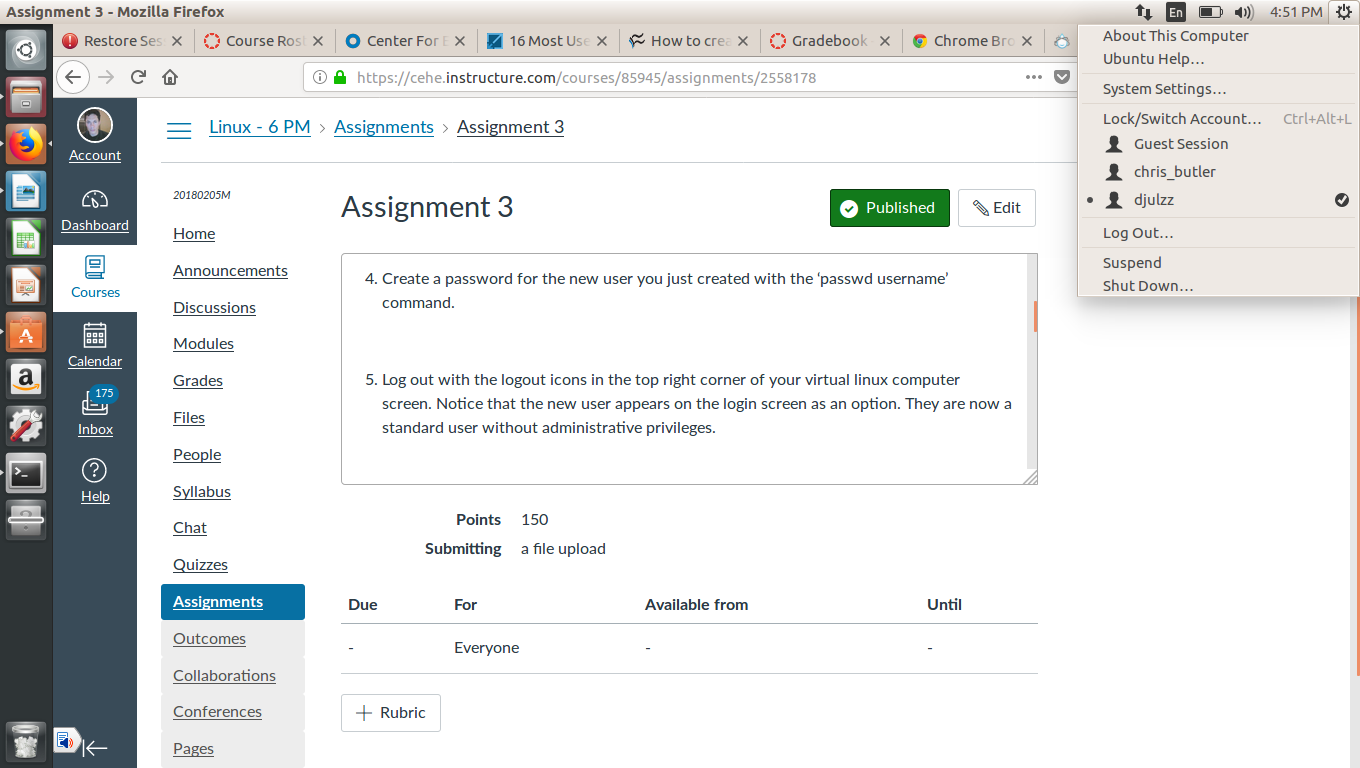 Assignment 3 - Mozilla Firefox
En
4:51 PM
Restore Ses
Course Rost
Center For E
16 Most Use
How to crea
Gradebook
Chrome Bro
https://cehe.instructure.com/courses/85945/assignments/2558178
About This Computer
Ubuntu Help...
System Settings...
Lock/Switch Account... Ctrl+Alt+L
Guest Session
chris_butler
djulzz
Log Out...
Suspend
Shut Down...
Account
Dashboard
Courses
Calendar
175
Inbox
Help
Linux - 6 PM > Assignments > Assignment 3
20180205M
Home
Announcements
Discussions
Modules
Grades
Files
People
Syllabus
Chat
Quizzes
Assignments
Outcomes
Collaborations
Conferences
Pages
Assignment 3
Published
Edit
4. Create a password for the new user you just created with the ‘passwd username’
command.
5. Log out with the logout icons in the top right corner of your virtual linux computer
screen. Notice that the new user appears on the login screen as an option. They are now a
standard user without administrative privileges.
Points 150
Submitting a file upload
Due For Available from Until
- Everyone - -
+ Rubric